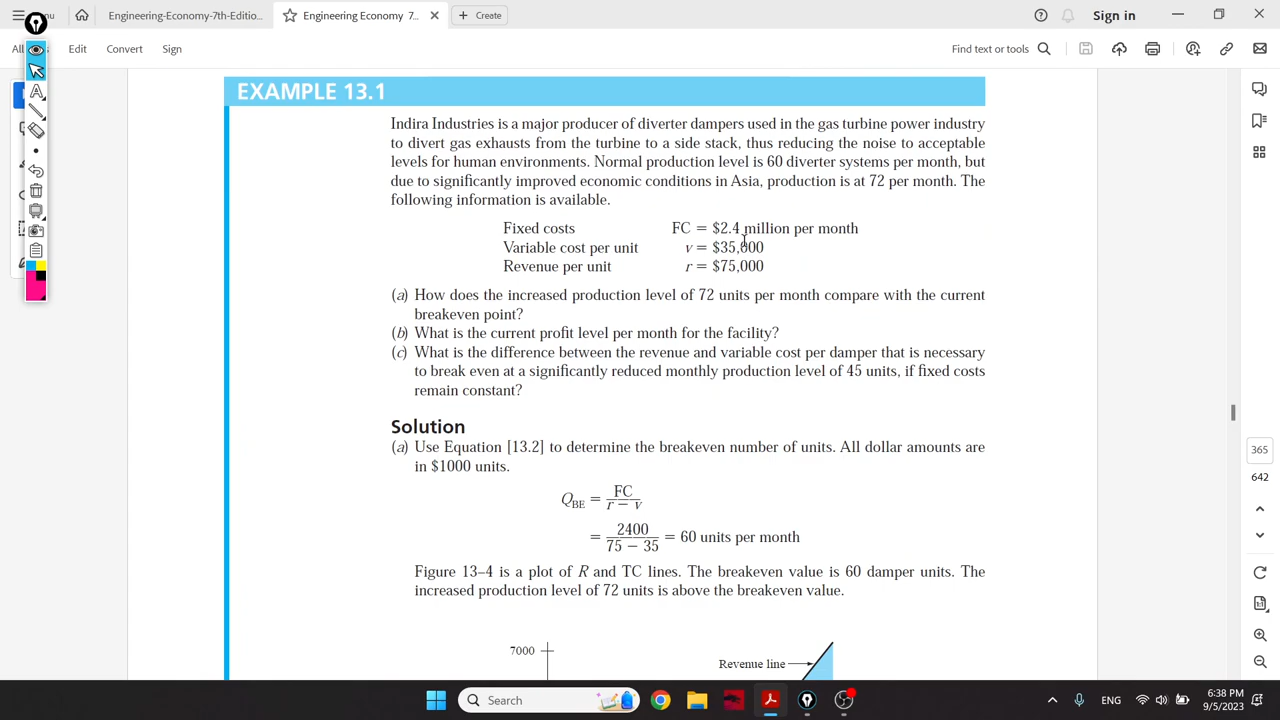 Engineering-Economy-7th-Editio...
Engineering Economy 7...
Create
Sign in
Edit
Convert
Sign
Find text or tools
EXAMPLE 13.1
Indira Industries is a major producer of diverter dampers used in the gas turbine power industry
to divert gas exhausts from the turbine to a side stack, thus reducing the noise to acceptable
levels for human environments. Normal production level is 60 diverter systems per month, but
due to significantly improved economic conditions in Asia, production is at 72 per month. The
following information is available.
Fixed costs FC = $2.4 million per month
Variable cost per unit v = $35,000
Revenue per unit r = $75,000
(a) How does the increased production level of 72 units per month compare with the current
breakeven point?
(b) What is the current profit level per month for the facility?
(c) What is the difference between the revenue and variable cost per damper that is necessary
to break even at a significantly reduced monthly production level of 45 units, if fixed costs
remain constant?
Solution
(a) Use Equation [13.2] to determine the breakeven number of units. All dollar amounts are
in $1000 units.
Q_BE = FC / (r − v)
= 2400 / (75 − 35) = 60 units per month
Figure 13–4 is a plot of R and TC lines. The breakeven value is 60 damper units. The
increased production level of 72 units is above the breakeven value.
7000
Revenue line
365
642
Search
ENG
6:38 PM
9/5/2023